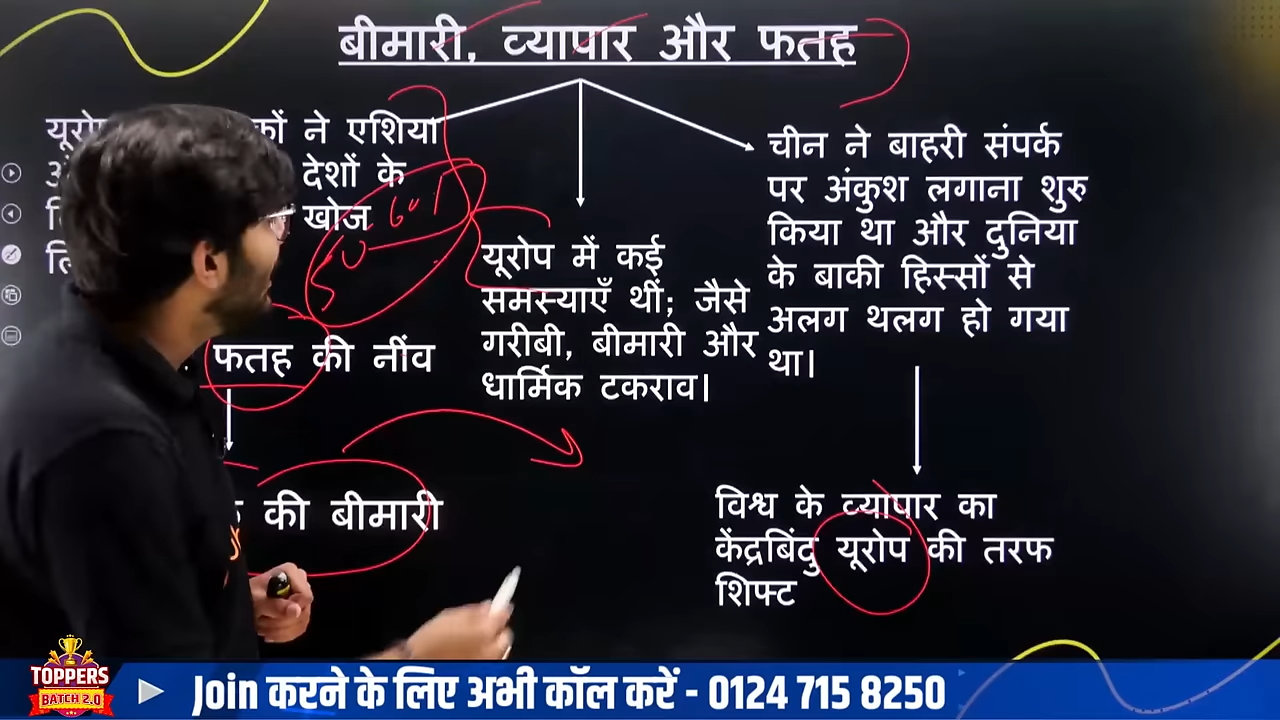 बीमारी, व्यापार और फतह
ने एशिया
देशों के
खोज
फतह की नींव
की बीमारी
यूरोप में कई
समस्याएँ थीं; जैसे
गरीबी, बीमारी और
धार्मिक टकराव।
चीन ने बाहरी संपर्क
पर अंकुश लगाना शुरु
किया था और दुनिया
के बाकी हिस्सों से
अलग थलग हो गया
था।
विश्व के व्यापार का
केंद्रबिंदु यूरोप की तरफ
शिफ्ट
TOPPERS
BATCH 2.0
Join करने के लिए अभी कॉल करें - 0124 715 8250